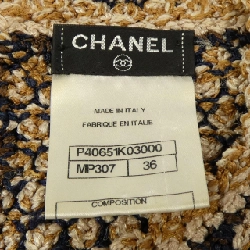 CHANEL
MADE IN ITALY
FABRIQUE EN ITALIE
P40651K03000
MP307 36
COMPOSITION